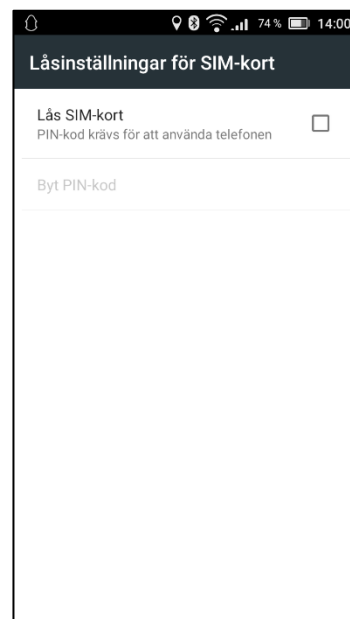 74 % 14:00
Låsinställningar för SIM-kort
Lås SIM-kort
PIN-kod krävs för att använda telefonen
Byt PIN-kod